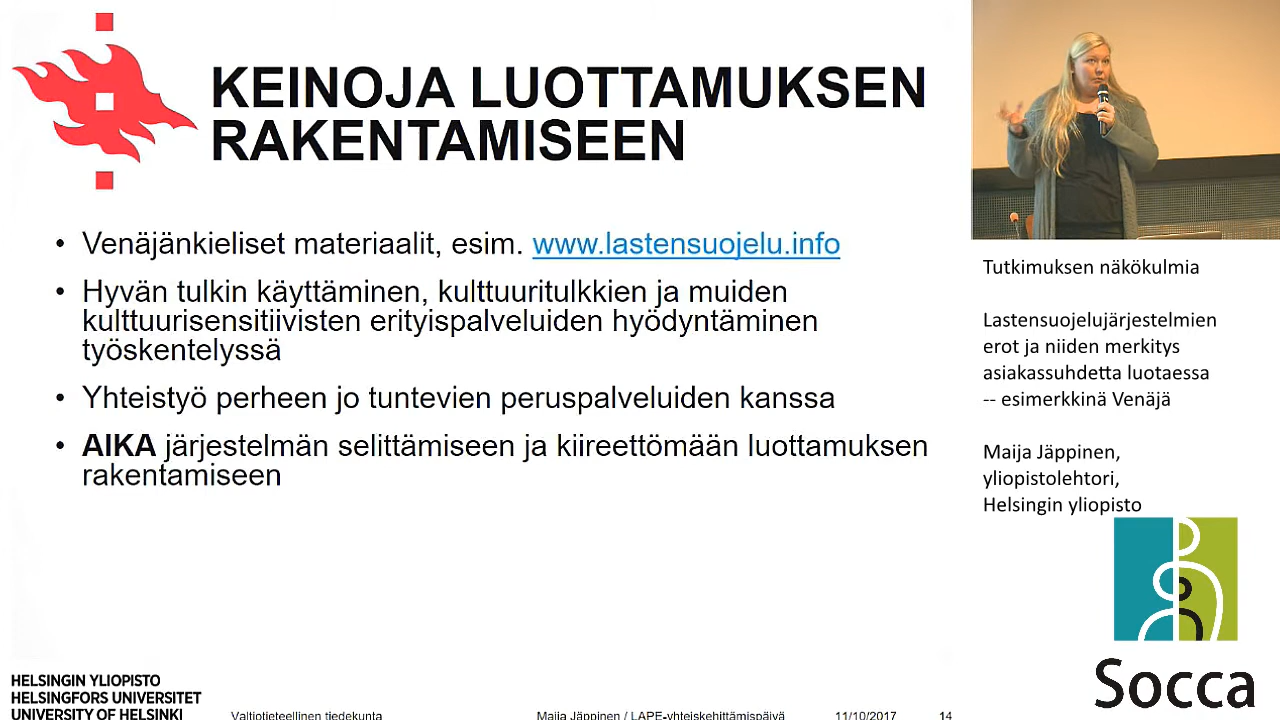 KEINOJA LUOTTAMUKSEN
RAKENTAMISEEN
• Venäjänkieliset materiaalit, esim. www.lastensuojelu.info
• Hyvän tulkin käyttäminen, kulttuuritulkkien ja muiden
kulttuurisensitiivisten erityispalveluiden hyödyntäminen
työskentelyssä
• Yhteistyö perheen jo tuntevien peruspalveluiden kanssa
• AIKA järjestelmän selittämiseen ja kiireettömään luottamuksen
rakentamiseen
HELSINGIN YLIOPISTO
HELSINGFORS UNIVERSITET
UNIVERSITY OF HELSINKI
Valtiotieteellinen tiedekunta
Maija Jäppinen / LAPE-yhteiskehittämispäivä
11/10/2017
14
Tutkimuksen näkökulmia
Lastensuojelujärjestelmien
erot ja niiden merkitys
asiakassuhdetta luotaessa
-- esimerkkinä Venäjä
Maija Jäppinen,
yliopistolehtori,
Helsingin yliopisto
Socca